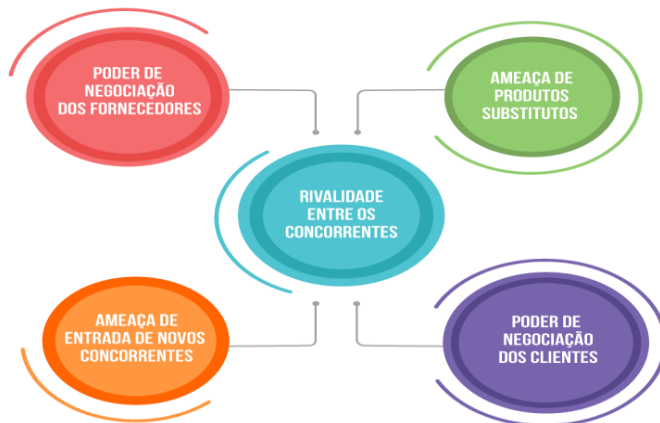 PODER DE
NEGOCIAÇÃO
DOS FORNECEDORES
AMEAÇA DE
PRODUTOS
SUBSTITUTOS
RIVALIDADE
ENTRE OS
CONCORRENTES
AMEAÇA DE
ENTRADA DE NOVOS
CONCORRENTES
PODER DE
NEGOCIAÇÃO
DOS CLIENTES